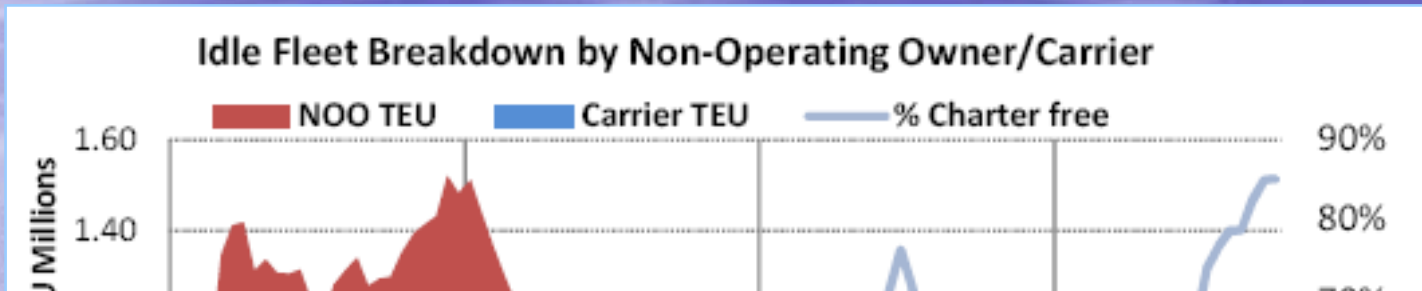 Idle Fleet Breakdown by Non-Operating Owner/Carrier
NOO TEU Carrier TEU % Charter free
1.60 90%
Millions
1.40 80%